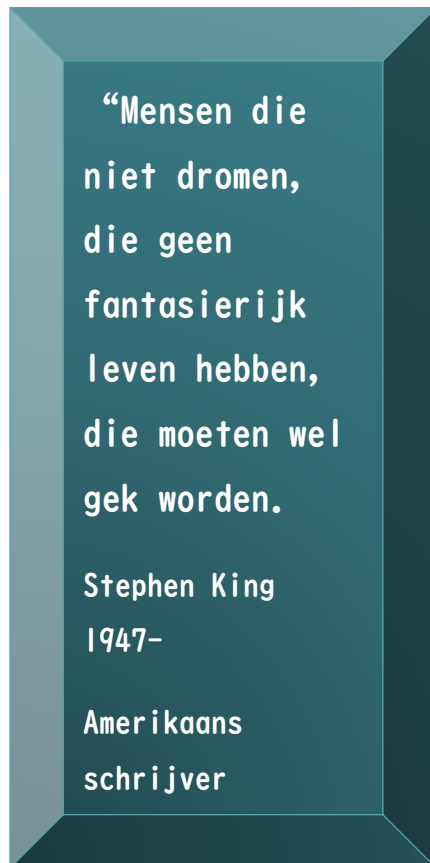 “Mensen die
niet dromen,
die geen
fantasierijk
leven hebben,
die moeten wel
gek worden.
Stephen King
1947-
Amerikaans
schrijver